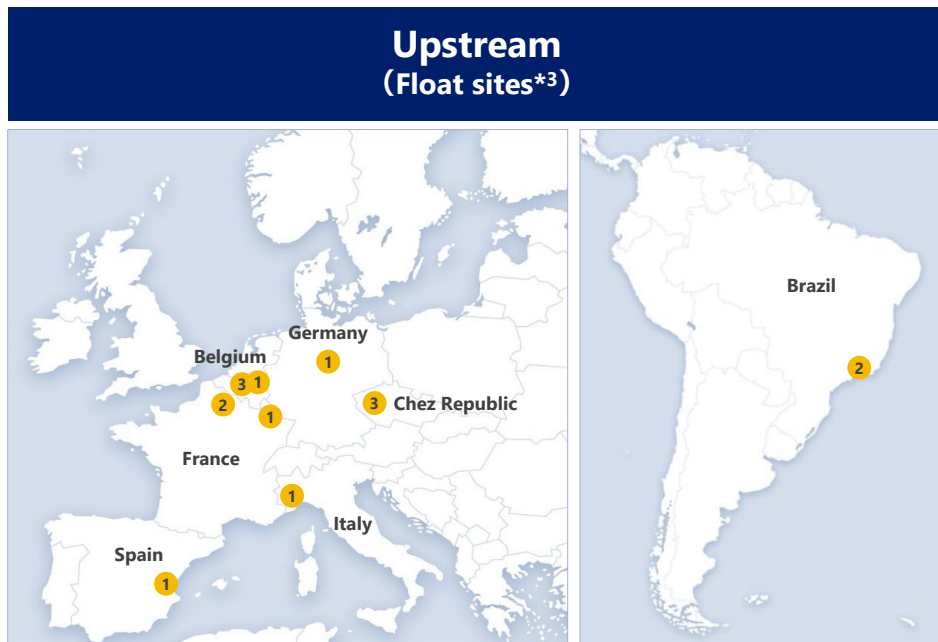 Upstream
(Float sites*3)
Germany
1
Belgium
3
1
2
1
3
Chez Republic
France
1
Italy
Spain
1
Brazil
2